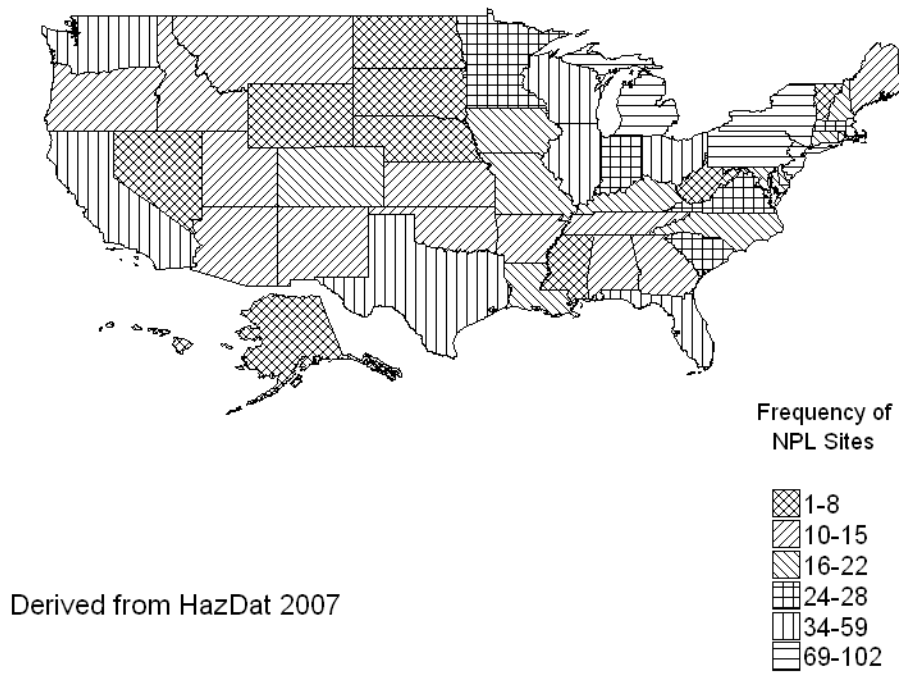 Frequency of
NPL Sites
1-8
10-15
16-22
24-28
34-59
69-102
Derived from HazDat 2007